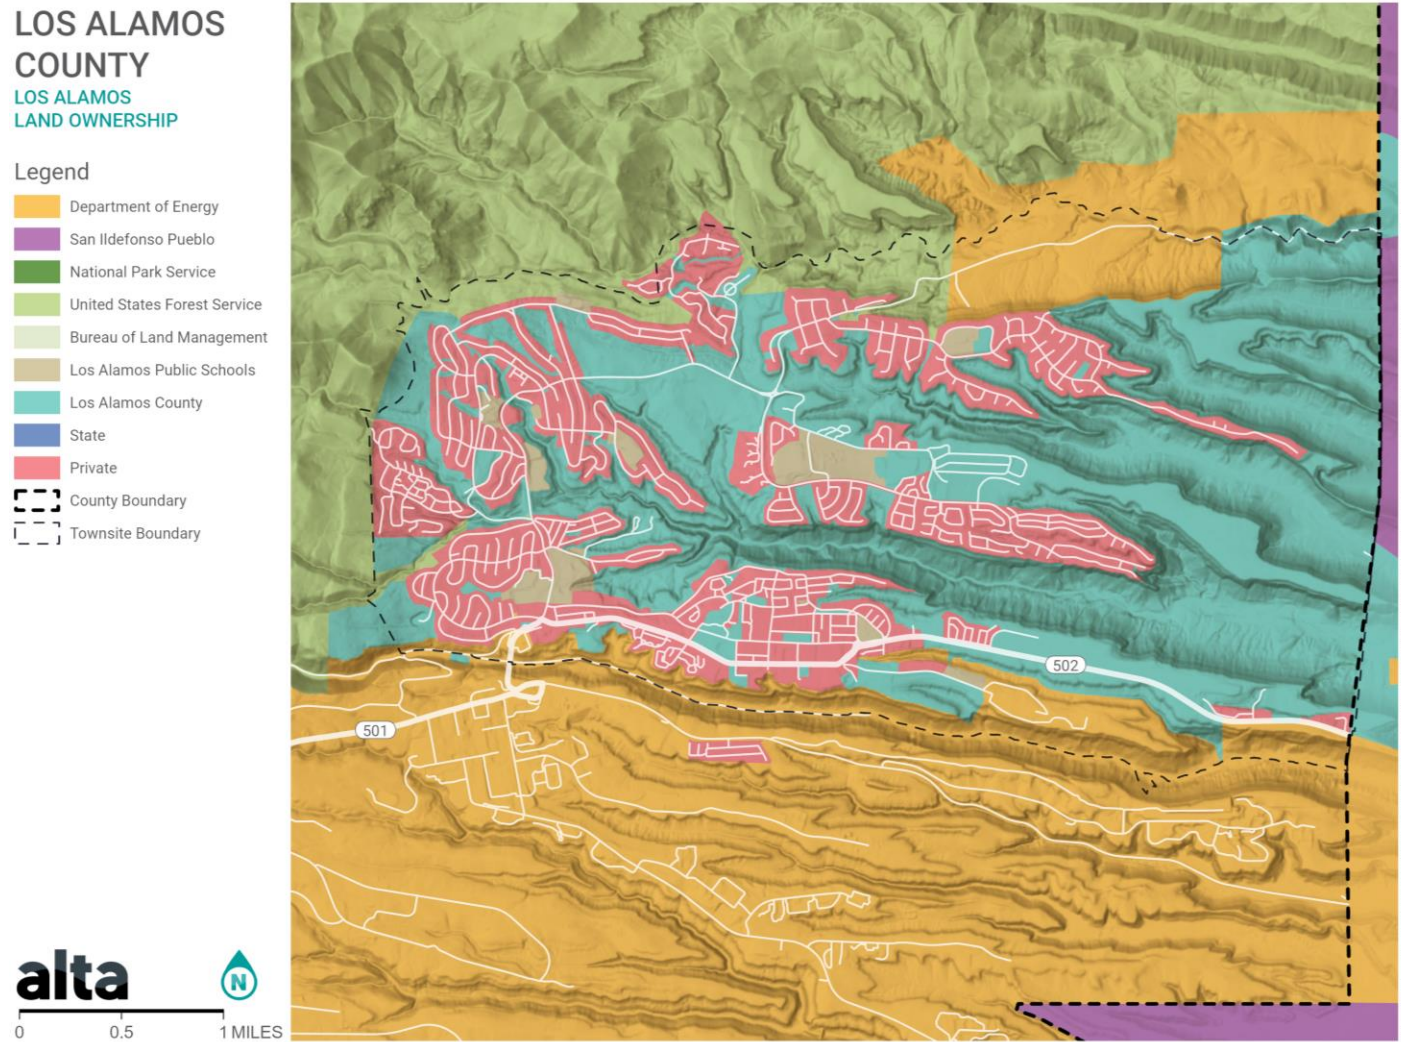 LOS ALAMOS
COUNTY
LOS ALAMOS
LAND OWNERSHIP
Legend
Department of Energy
San Ildefonso Pueblo
National Park Service
United States Forest Service
Bureau of Land Management
Los Alamos Public Schools
Los Alamos County
State
Private
County Boundary
Townsite Boundary
502
501
alta
N
0 0.5 1 MILES